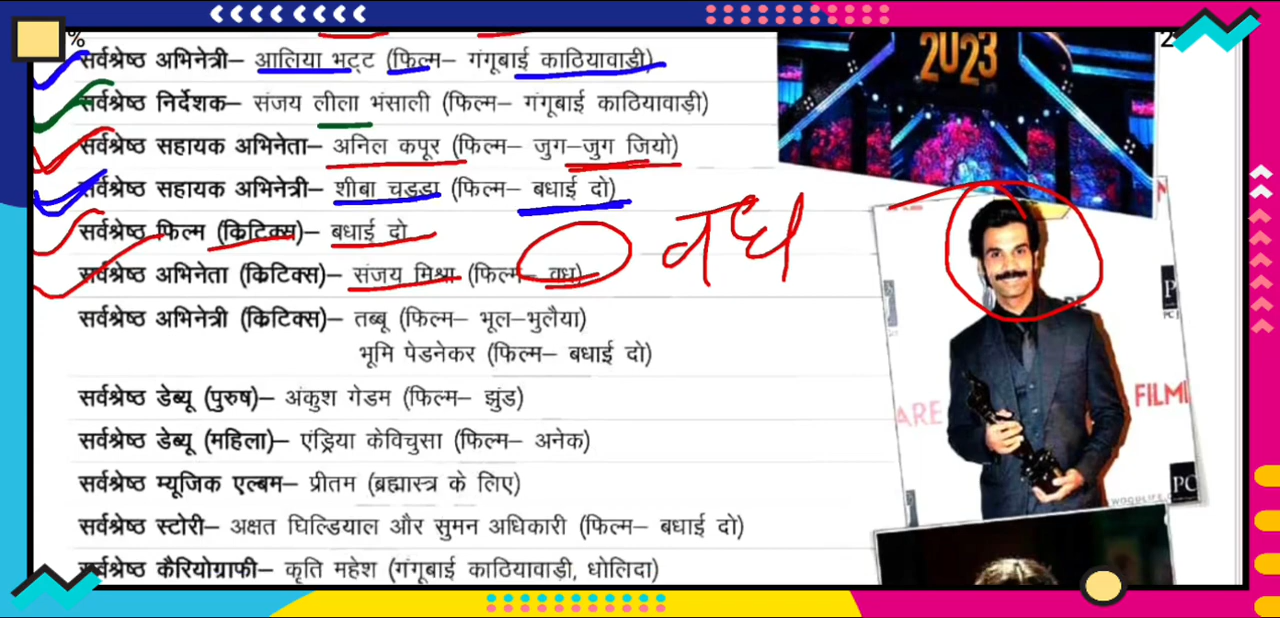 %
2
2023
सर्वश्रेष्ठ अभिनेत्री– आलिया भट्ट (फिल्म– गंगूबाई काठियावाड़ी)
सर्वश्रेष्ठ निर्देशक– संजय लीला भंसाली (फिल्म– गंगूबाई काठियावाड़ी)
सर्वश्रेष्ठ सहायक अभिनेता– अनिल कपूर (फिल्म– जुग–जुग जियो)
सर्वश्रेष्ठ सहायक अभिनेत्री– शीबा चड्डा (फिल्म– बधाई दो)
सर्वश्रेष्ठ फिल्म (क्रिटिक्स)– बधाई दो
वध
सर्वश्रेष्ठ अभिनेता (क्रिटिक्स)– संजय मिश्रा (फिल्म– वध)
सर्वश्रेष्ठ अभिनेत्री (क्रिटिक्स)– तब्बू (फिल्म– भूल–भुलैया)
भूमि पेडनेकर (फिल्म– बधाई दो)
सर्वश्रेष्ठ डेब्यू (पुरुष)– अंकुश गेडम (फिल्म– झुंड)
सर्वश्रेष्ठ डेब्यू (महिला)– एंड्रिया केविचुसा (फिल्म– अनेक)
सर्वश्रेष्ठ म्यूजिक एल्बम– प्रीतम (ब्रह्मास्त्र के लिए)
सर्वश्रेष्ठ स्टोरी– अक्षत घिल्डियाल और सुमन अधिकारी (फिल्म– बधाई दो)
सर्वश्रेष्ठ कैरियोग्राफी– कृति महेश (गंगूबाई काठियावाड़ी, धोलिदा)
ARE
FILM
PC